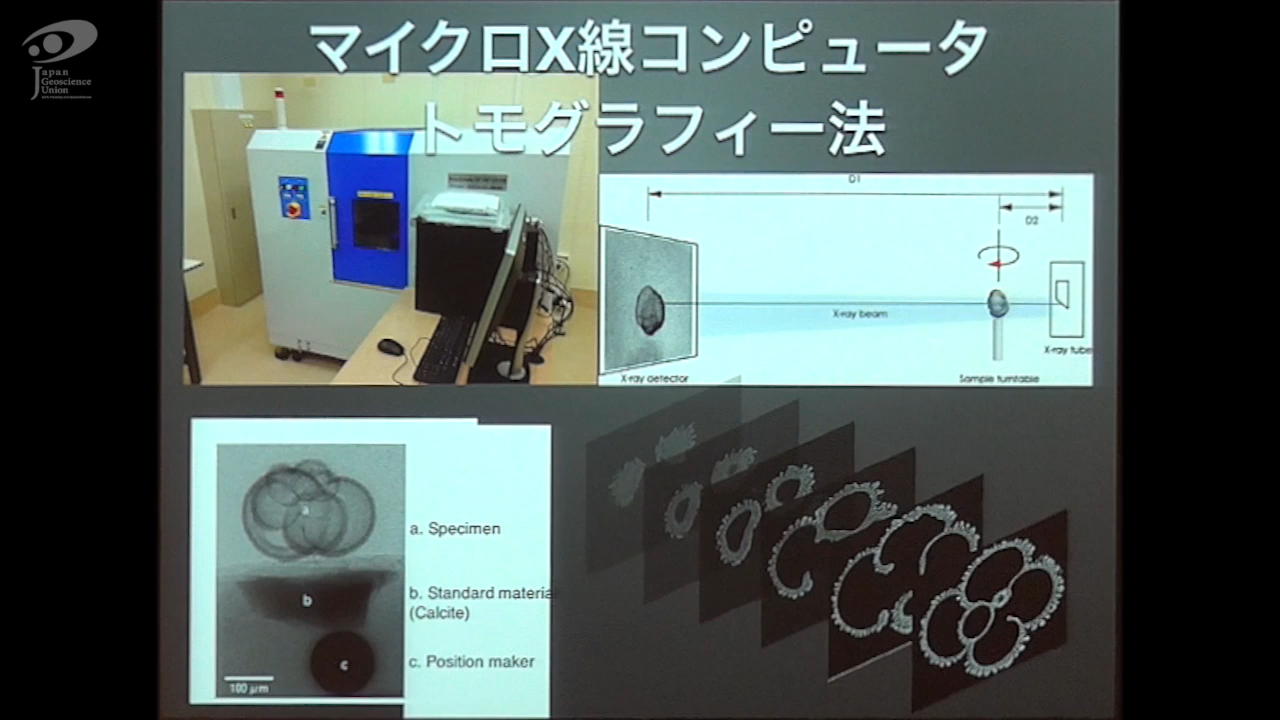 Japan
Geoscience
Union
マイクロX線コンピュータ
トモグラフィー法
D1
D2
X-ray beam
X-ray tube
X-ray detector
Sample turntable
a
a. Specimen
b
b. Standard material
(Calcite)
c
c. Position maker
100 μm